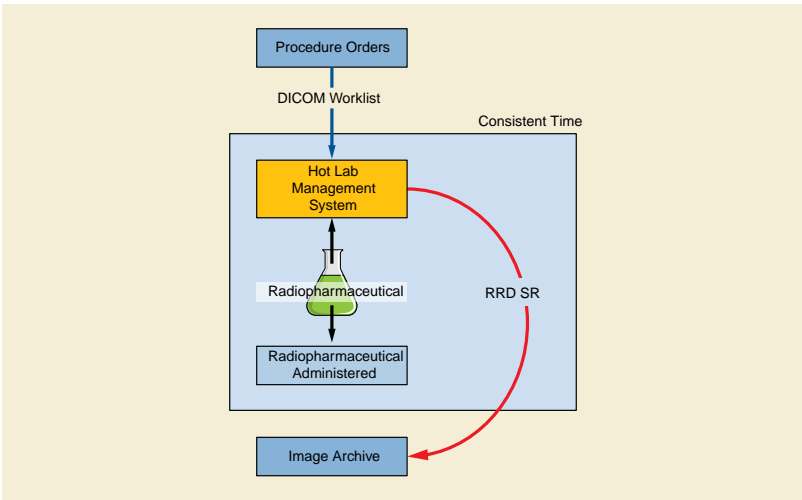 Procedure Orders
DICOM Worklist
Consistent Time
Hot Lab
Management
System
Radiopharmaceutical
RRD SR
Radiopharmaceutical
Administered
Image Archive